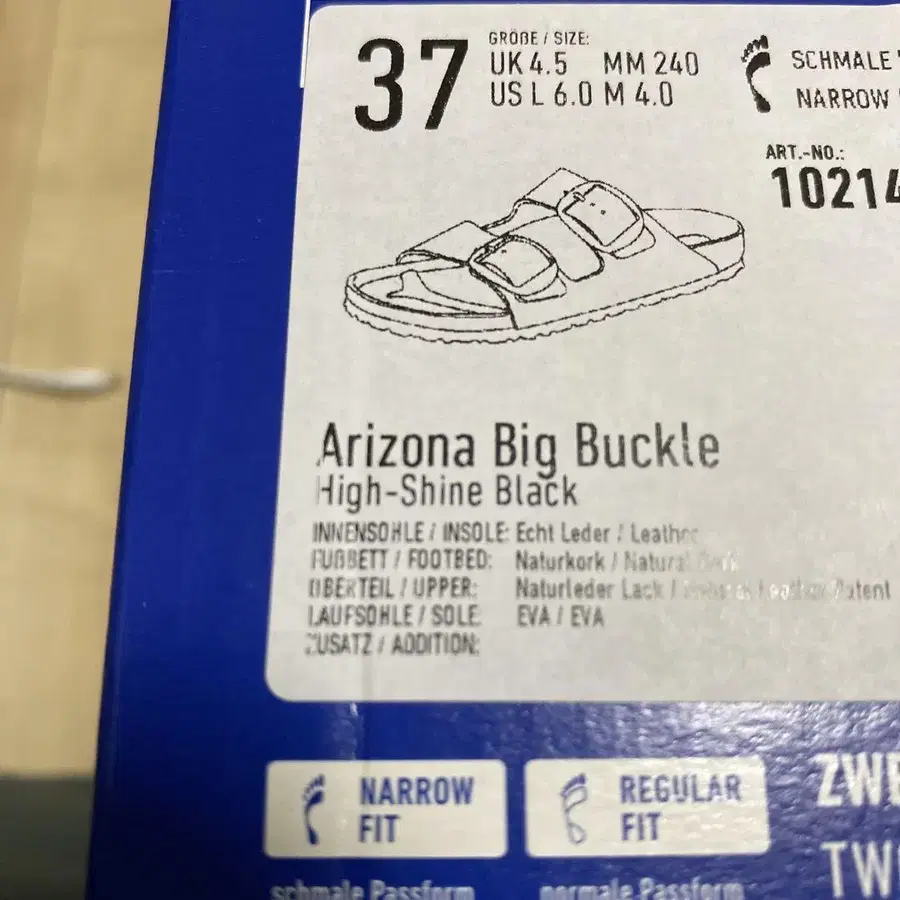 37
GRÖßE / SIZE:
UK 4.5 MM 240
US L 6.0 M 4.0
SCHMALE
NARROW
ART.-NO.:
10214
Arizona Big Buckle
High-Shine Black
INNENSOHLE / INSOLE: Echt Leder / Leather
FUßBETT / FOOTBED: Naturkork / Natural
OBERTEIL / UPPER: Naturleder Lack / Leather Patent
LAUFSOHLE / SOLE: EVA / EVA
ZUSATZ / ADDITION:
NARROW
FIT
REGULAR
FIT
ZWE
TWO
schmale Passform
normale Passform